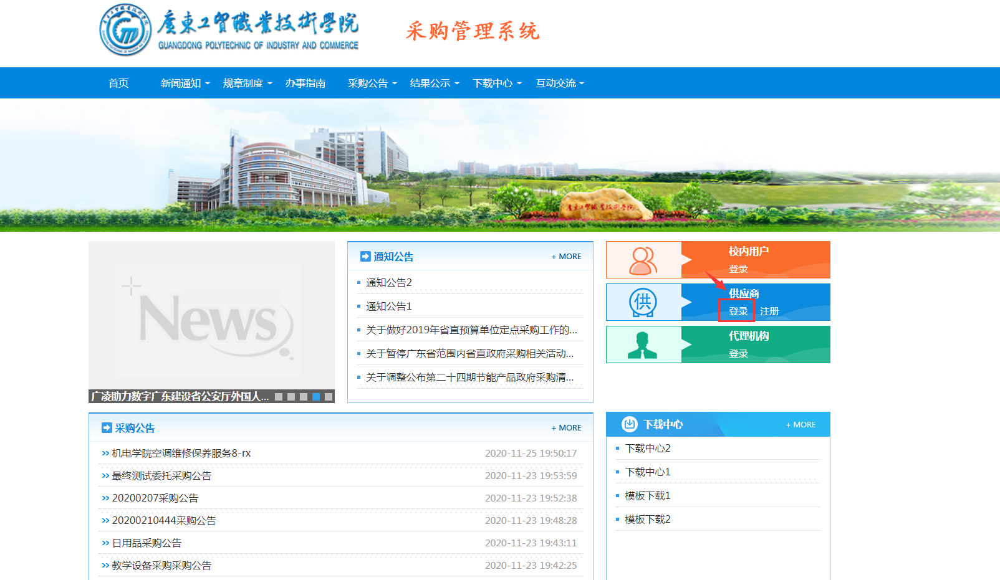 廣東工貿職業技術學院
GUANGDONG POLYTECHNIC OF INDUSTRY AND COMMERCE
采购管理系统
首页 新闻通知 规章制度 办事指南 采购公告 结果公示 下载中心 互动交流
廣東工貿職業技術學院
News
广凌助力数字广东建设省公安厅外国人...
通知公告 + MORE
通知公告2
通知公告1
关于做好2019年省直预算单位定点采购工作的...
关于暂停广东省范围内省直政府采购相关活动...
关于调整公布第二十四期节能产品政府采购清...
校内用户
登录
供
供应商
登录 注册
代理机构
登录
采购公告 + MORE
机电学院空调维修保养服务8-rx 2020-11-25 19:50:17
最终测试委托采购公告 2020-11-23 19:53:59
20200207采购公告 2020-11-23 19:52:38
20200210444采购公告 2020-11-23 19:48:28
日用品采购公告 2020-11-23 19:43:11
教学设备采购采购公告 2020-11-23 19:42:25
下载中心 + MORE
下载中心2
下载中心1
模板下载1
模板下载2